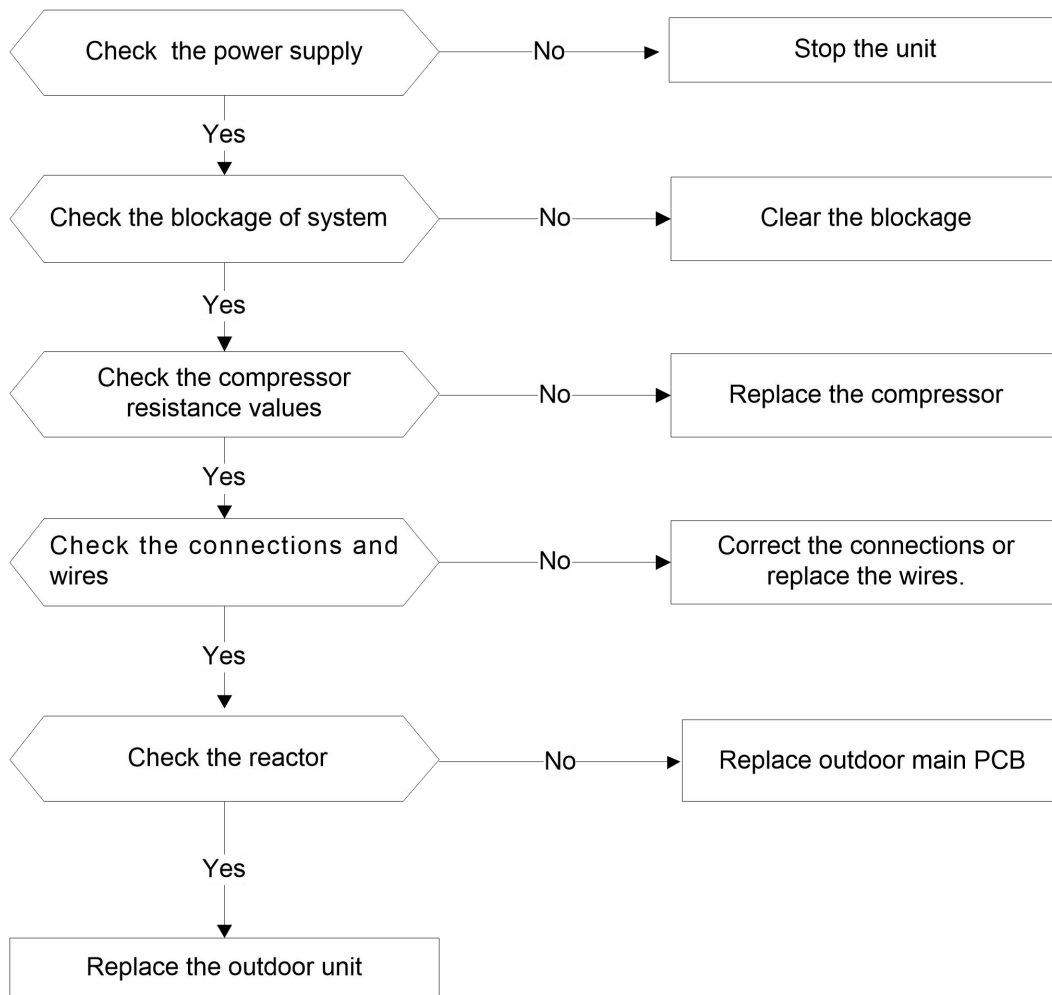 Check the power supply
No
Stop the unit
Yes
Check the blockage of system
No
Clear the blockage
Yes
Check the compressor
resistance values
No
Replace the compressor
Yes
Check the connections and
wires
No
Correct the connections or
replace the wires.
Yes
Check the reactor
No
Replace outdoor main PCB
Yes
Replace the outdoor unit